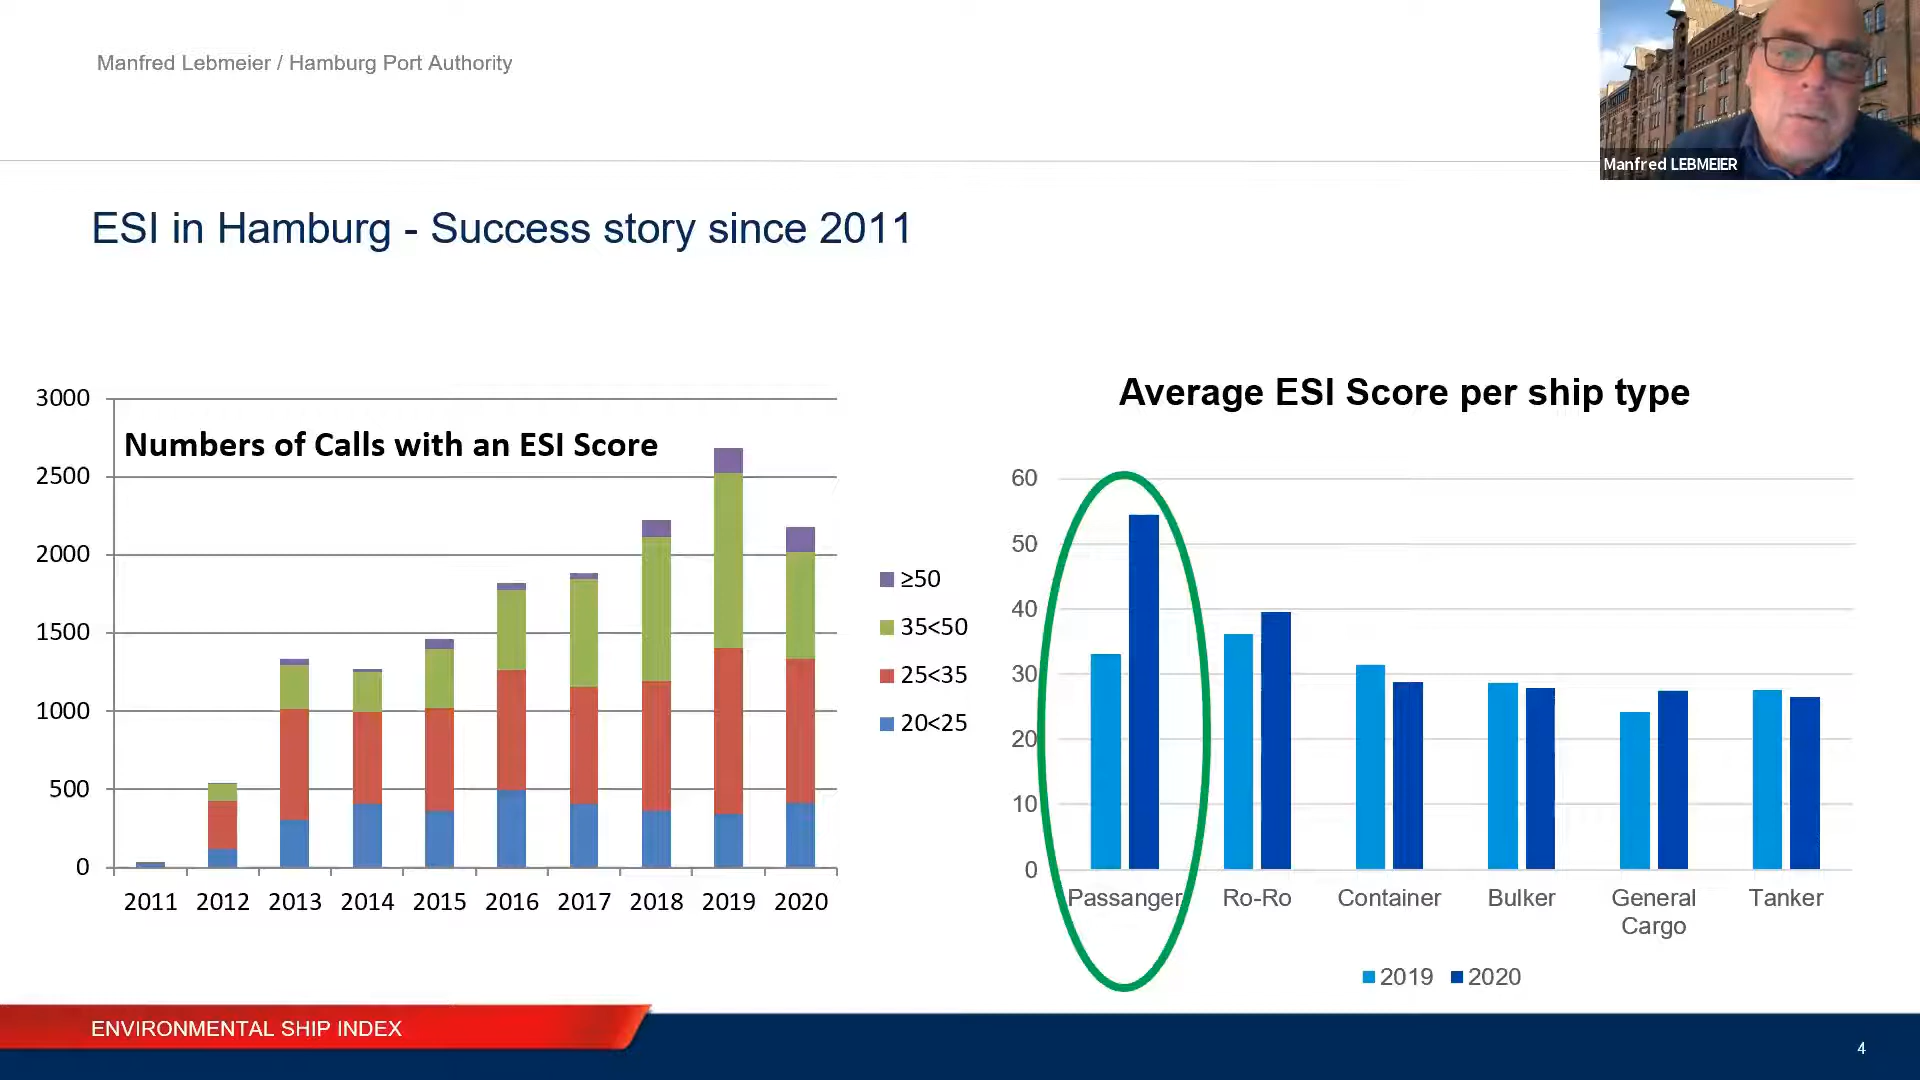 Manfred Lebmeier / Hamburg Port Authority
Manfred LEBMEIER
ESI in Hamburg - Success story since 2011
Numbers of Calls with an ESI Score
3000
2500
2000
1500
1000
500
0
2011 2012 2013 2014 2015 2016 2017 2018 2019 2020
≥50
35<50
25<35
20<25
Average ESI Score per ship type
60
50
40
30
20
10
0
Passanger Ro-Ro Container Bulker General Cargo Tanker
2019 2020
ENVIRONMENTAL SHIP INDEX
4